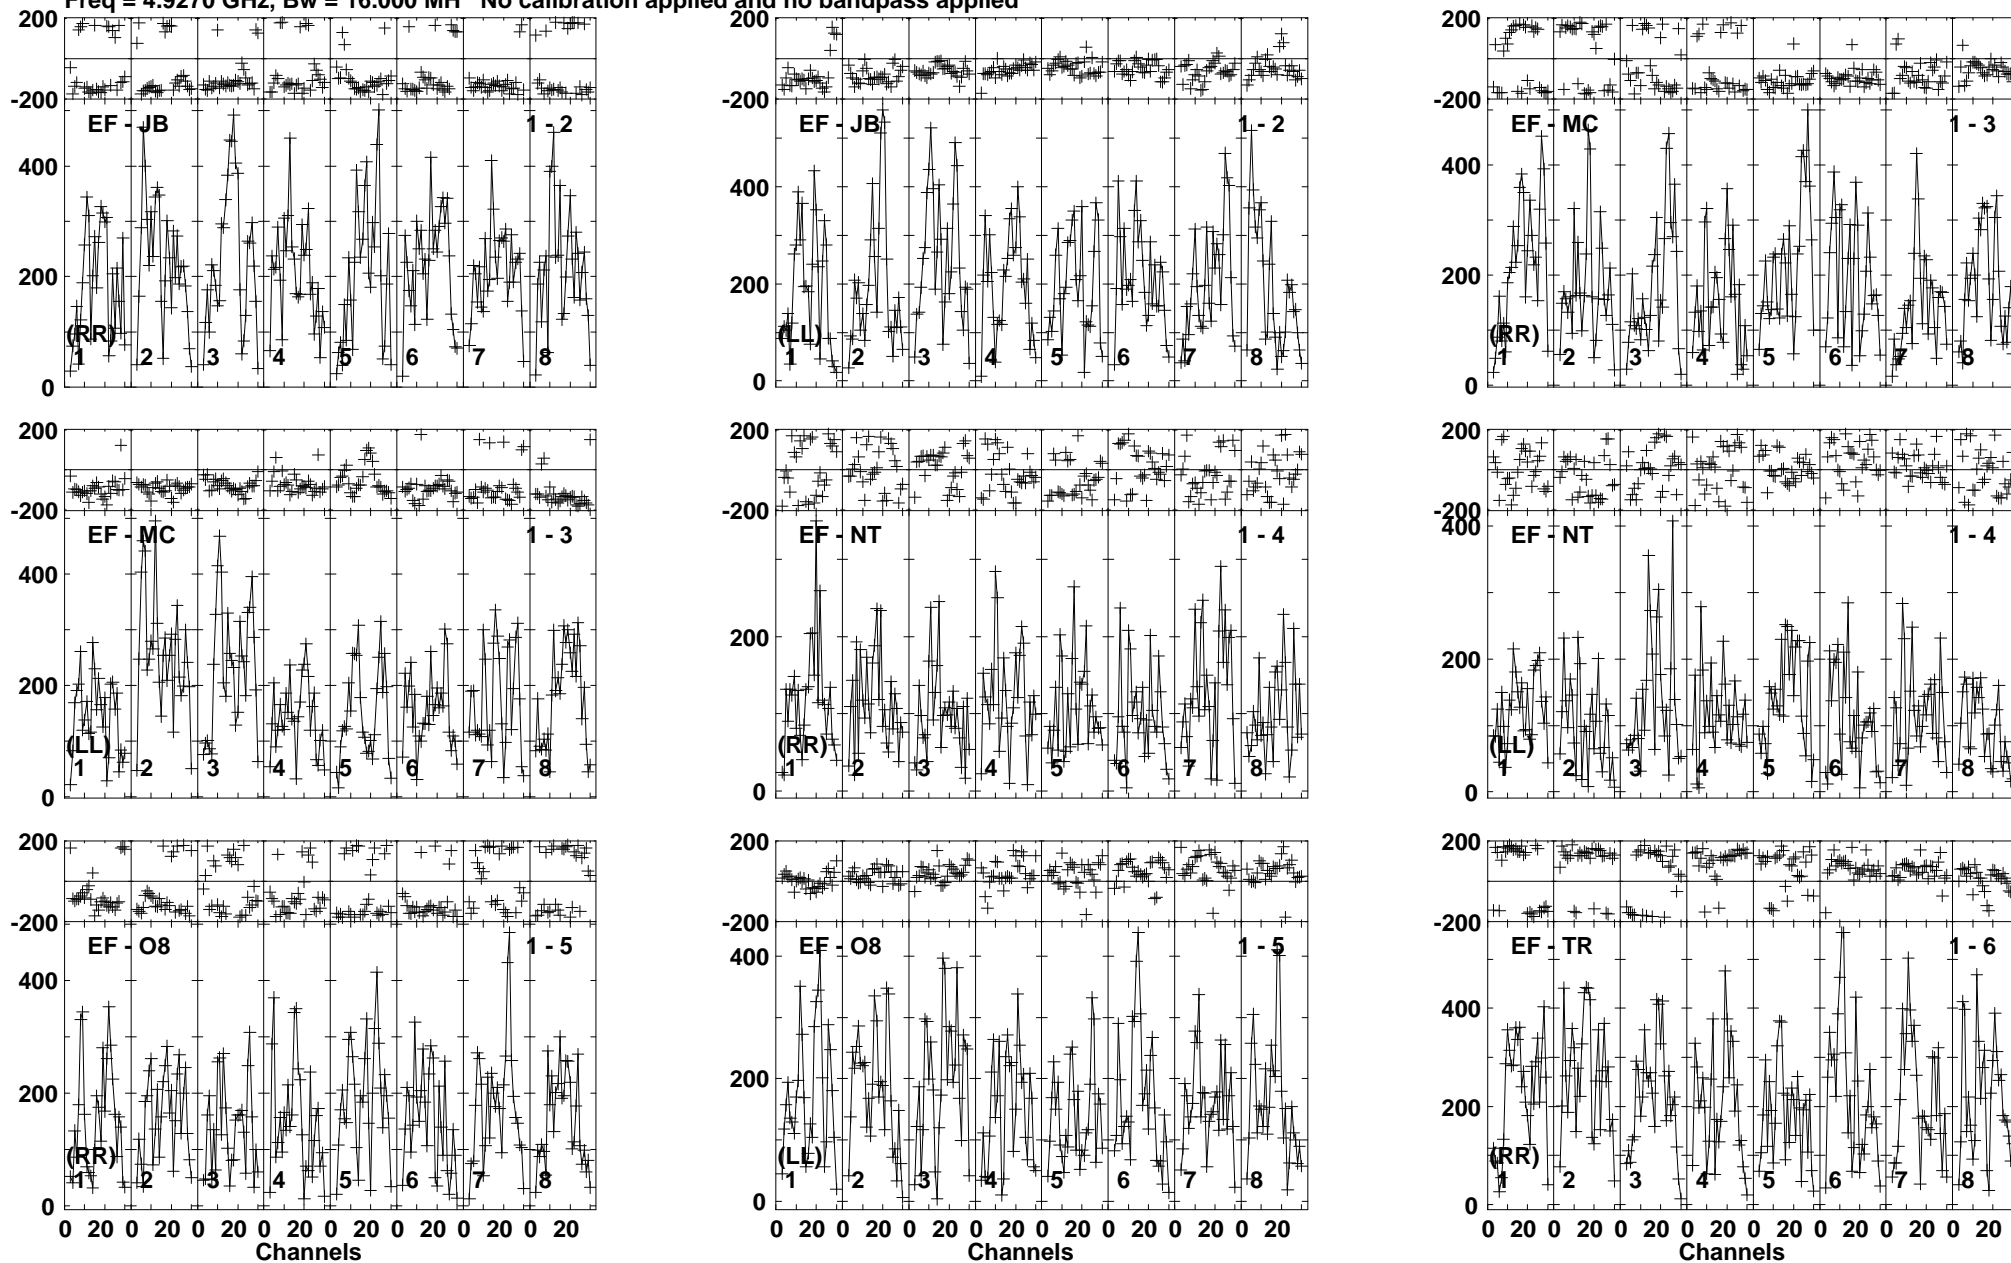 Freq = 4.9270 GHz, Bw = 16.000 MH No calibration applied and no bandpass applied
200 200 200
-200 -200 -200
EF - JB 1 - 2 EF - JB 1 - 2 EF - MC 1 - 3
400 400 400
200 200 200
(RR) (LL) (RR)
1 2 3 4 5 6 7 8 1 2 3 4 5 6 7 8 1 2 3 4 5 6 7 8
0 0 0
200 200 200
-200 -200 -200
EF - MC 1 - 3 EF - NT 1 - 4 EF - NT 1 - 4
400 400
200 200 200
(LL) (RR) (LL)
1 2 3 4 5 6 7 8 1 2 3 4 5 6 7 8 1 2 3 4 5 6 7 8
0 0 0
200 200 200
-200 -200 -200
EF - O8 1 - 5 EF - O8 1 - 5 EF - TR 1 - 6
400 400 400
200 200 200
(RR) (LL) (RR)
1 2 3 4 5 6 7 8 1 2 3 4 5 6 7 8 1 2 3 4 5 6 7 8
0 0 0
0 20 0 20 0 20 0 20 0 20 0 20 0 20 0 20 0 20 0 20 0 20 0 20 0 20 0 20 0 20 0 20 0 20 0 20 0 20 0 20 0 20 0 20 0 20 0 20
Channels Channels Channels